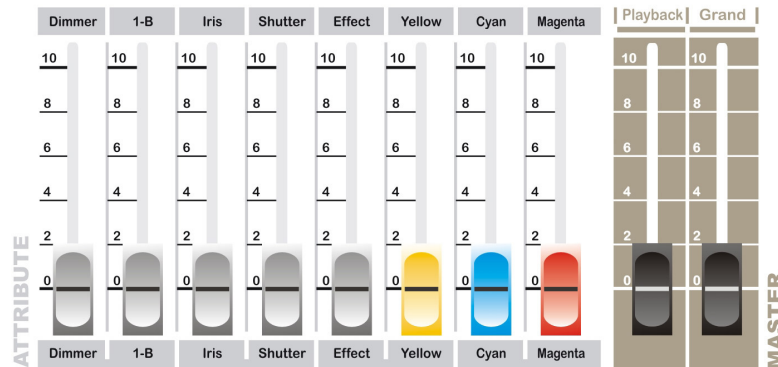 Dimmer 1-B Iris Shutter Effect Yellow Cyan Magenta Playback Grand
10 10 10 10 10 10 10 10 10 10
8 8 8 8 8 8 8 8 8 8
6 6 6 6 6 6 6 6 6 6
4 4 4 4 4 4 4 4 4 4
2 2 2 2 2 2 2 2 2 2
0 0 0 0 0 0 0 0 0 0
ATTRIBUTE
MASTER
Dimmer 1-B Iris Shutter Effect Yellow Cyan Magenta